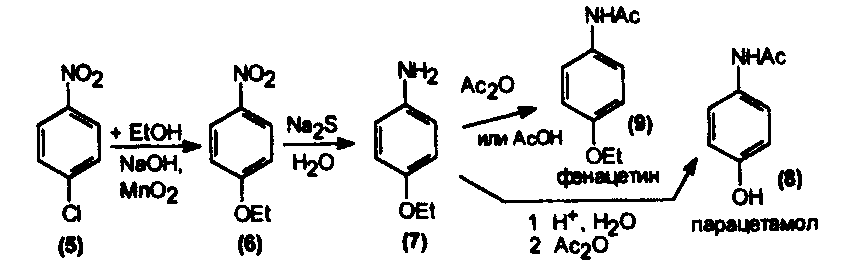 NO₂
Cl
(5)
+ EtOH
NaOH,
MnO₂
NO₂
OEt
(6)
Na₂S
H₂O
NH₂
OEt
(7)
Ac₂O
или AcOH
NHAc
OEt
(9)
фенацетин
1 H⁺, H₂O
2 Ac₂O
NHAc
OH
(8)
парацетамол